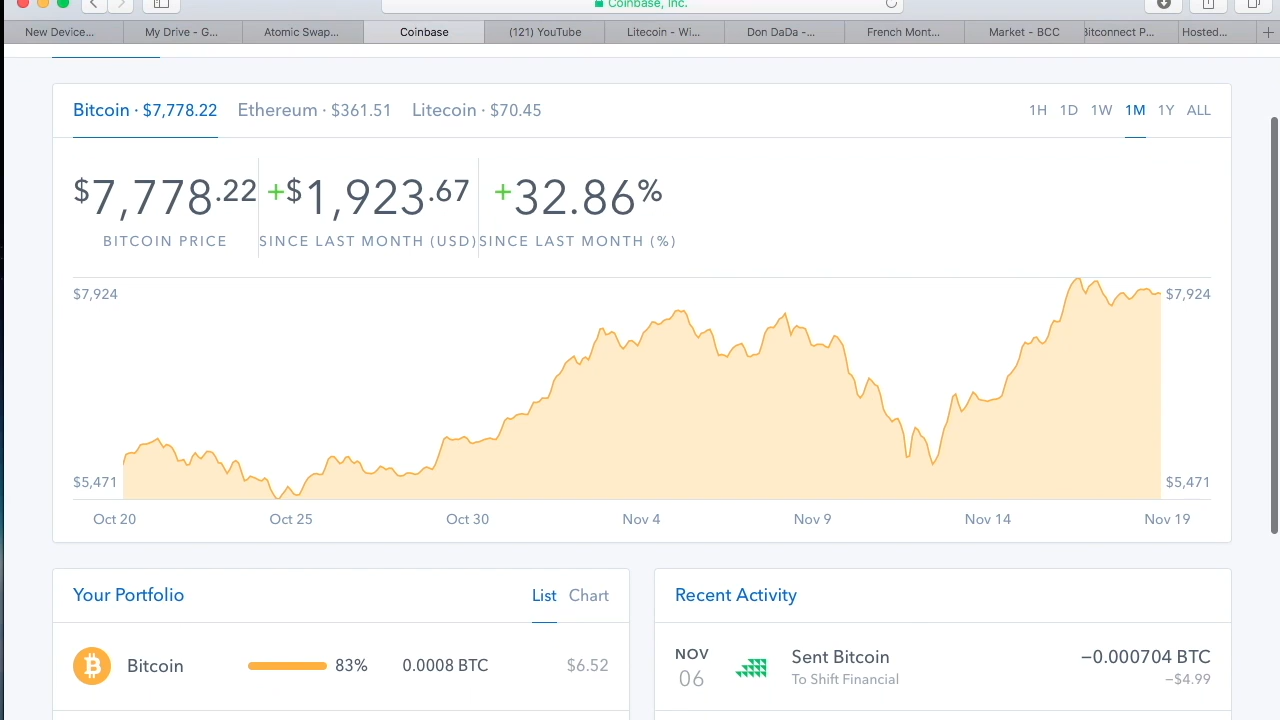 Coinbase, Inc.
New Device...
My Drive - G...
Atomic Swap...
Coinbase
(121) YouTube
Litecoin - Wi...
Don DaDa -...
French Mont...
Market - BCC
Bitconnect P...
Hosted...
Bitcoin · $7,778.22
Ethereum · $361.51
Litecoin · $70.45
1H 1D 1W 1M 1Y ALL
$7,778.22
+$1,923.67
+32.86%
BITCOIN PRICE
SINCE LAST MONTH (USD)
SINCE LAST MONTH (%)
$7,924
$7,924
$5,471
$5,471
Oct 20
Oct 25
Oct 30
Nov 4
Nov 9
Nov 14
Nov 19
Your Portfolio
List
Chart
Bitcoin
83%
0.0008 BTC
$6.52
Recent Activity
NOV
06
Sent Bitcoin
To Shift Financial
−0.000704 BTC
−$4.99